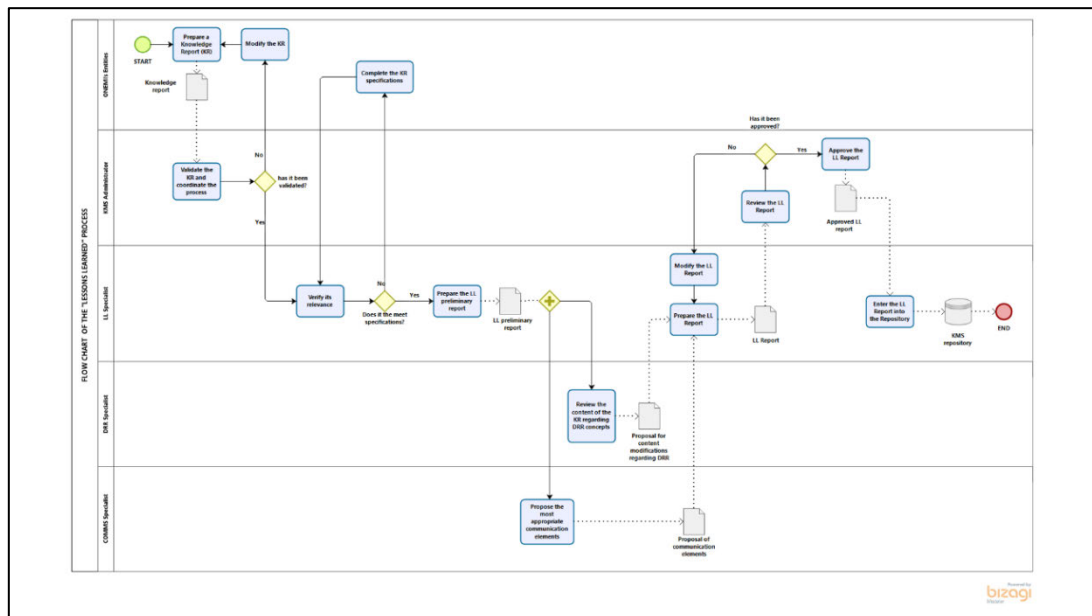 FLOW CHART OF THE "LESSONS LEARNED" PROCESS
ONEMI's Entities
START
Prepare a
Knowledge
Report (KR)
Modify the KR
Knowledge
report
Complete the KR
specifications
KMS Administrator
Validate the
KR and
coordinate the
process
No
has it been
validated?
Yes
Has it been
approved?
No
Yes
Approve the
LL Report
Review the LL
Report
Approved LL
report
LL Specialist
Verify its
relevance
No
Does it the meet
specifications?
Yes
Prepare the LL
preliminary
report
LL preliminary
report
Modify the LL
Report
Prepare the LL
Report
LL Report
Enter the LL
Report into
the Repository
KMS
repository
END
DRR Specialist
Review the
content of the
KR regarding
DRR concepts
Proposal for
content
modifications
regarding DRR
COMMS Specialist
Propose the
most
appropriate
communication
elements
Proposal of
communication
elements
Powered by
bizagi
Modeler